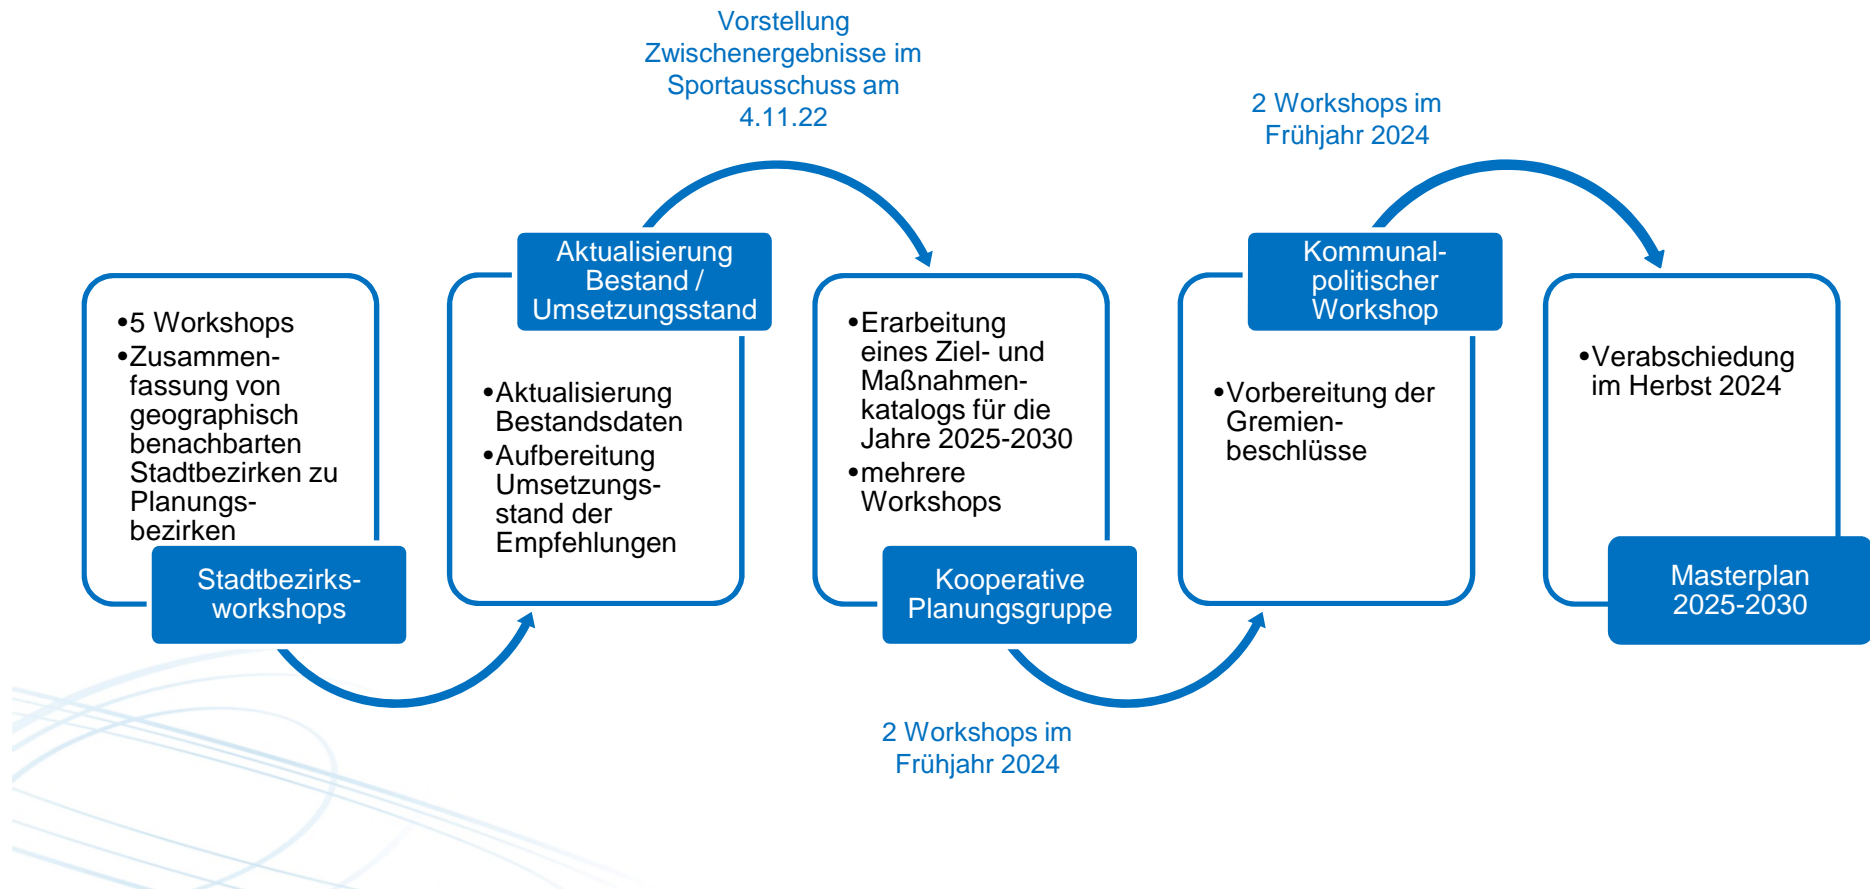 •5 Workshops
•Zusammen-
fassung von
geographisch
benachbarten
Stadtbezirken zu
Planungs-
bezirken
Stadtbezirks-
workshops
Aktualisierung
Bestand /
Umsetzungsstand
•Aktualisierung
Bestandsdaten
•Aufbereitung
Umsetzungs-
stand der
Empfehlungen
Vorstellung
Zwischenergebnisse im
Sportausschuss am
4.11.22
•Erarbeitung
eines Ziel- und
Maßnahmen-
katalogs für die
Jahre 2025-2030
•mehrere
Workshops
Kooperative
Planungsgruppe
2 Workshops im
Frühjahr 2024
Kommunal-
politischer
Workshop
•Vorbereitung der
Gremien-
beschlüsse
2 Workshops im
Frühjahr 2024
•Verabschiedung
im Herbst 2024
Masterplan
2025-2030